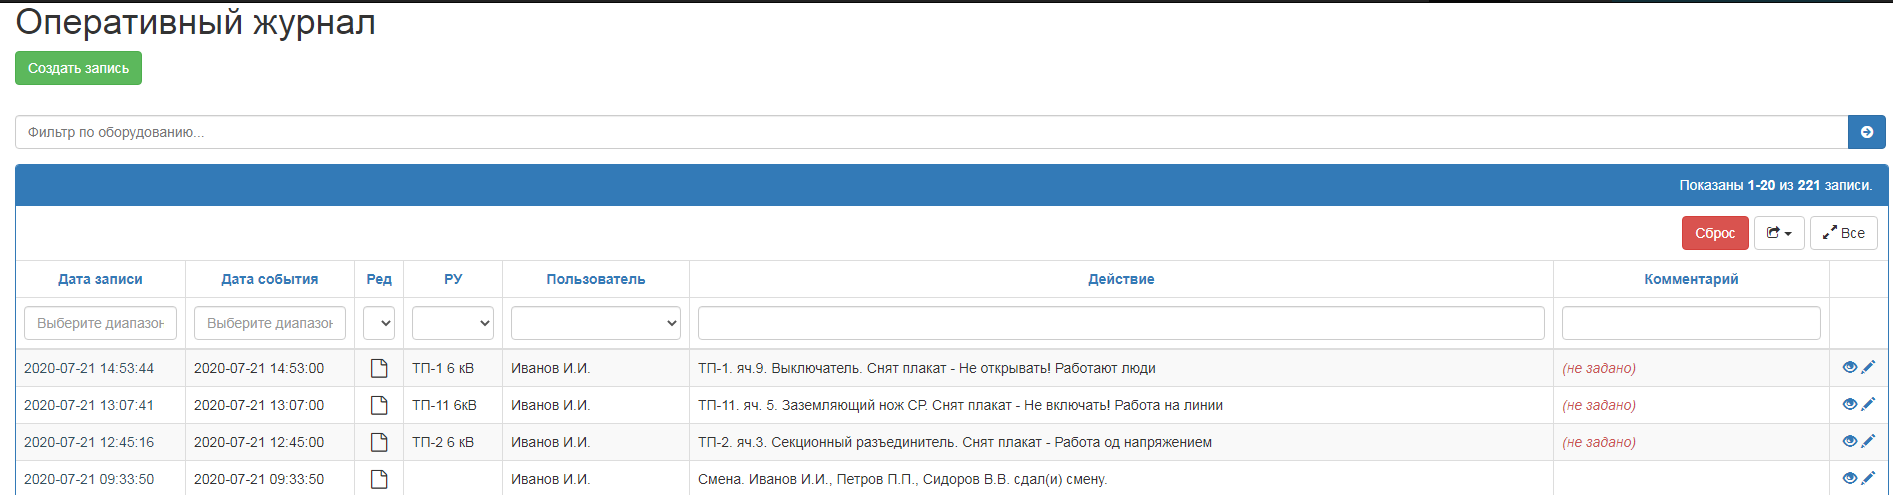 Оперативный журнал
Создать запись
Фильтр по оборудованию...
Показаны 1-20 из 221 записи.
Сброс Все
Дата записи Дата события Ред РУ Пользователь Действие Комментарий
Выберите диапазон Выберите диапазон
2020-07-21 14:53:44 2020-07-21 14:53:00 ТП-1 6 кВ Иванов И.И. ТП-1. яч.9. Выключатель. Снят плакат - Не открывать! Работают люди (не задано)
2020-07-21 13:07:41 2020-07-21 13:07:00 ТП-11 6кВ Иванов И.И. ТП-11. яч. 5. Заземляющий нож СР. Снят плакат - Не включать! Работа на линии (не задано)
2020-07-21 12:45:16 2020-07-21 12:45:00 ТП-2 6 кВ Иванов И.И. ТП-2. яч.3. Секционный разъединитель. Снят плакат - Работа од напряжением (не задано)
2020-07-21 09:33:50 2020-07-21 09:33:50 Иванов И.И. Смена. Иванов И.И., Петров П.П., Сидоров В.В. сдал(и) смену.